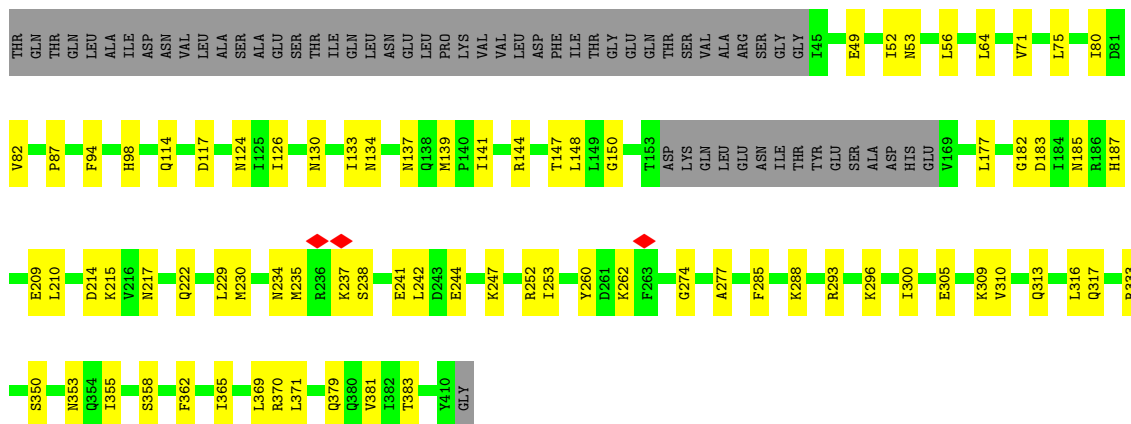 THR GLN THR GLN LEU ALA ILE ASP ASN VAL LEU ALA SER ALA GLU SER THR ILE GLN LEU ASN GLU LEU PRO LYS VAL VAL LEU ASP PHE ILE THR GLY GLU GLN THR SER VAL ALA ARG SER GLY GLY I45 E49 I52 N53 L56 L64 V71 L75 I80 D81
V82 P87 F94 H98 Q114 D117 N124 I125 I126 N130 I133 N134 N137 Q138 M139 P140 I141 R144 T147 L148 L149 G150 T153 ASP LYS GLN LEU GLU ASN ILE THR TYR GLU SER ALA ASP HIS GLU V169 L177 G182 D183 I184 N185 R186 H187
E209 L210 D214 K215 V216 N217 Q222 L229 M230 N234 M235 R236 K237 S238 E241 L242 D243 E244 K247 R252 I253 Y260 D261 K262 F263 G274 A277 F285 K288 R293 K296 I300 E305 K309 V310 Q313 L316 Q317
S350 N353 Q354 I355 S358 F362 I365 L369 R370 L371 Q379 Q380 V381 I382 T383 Y410 GLY